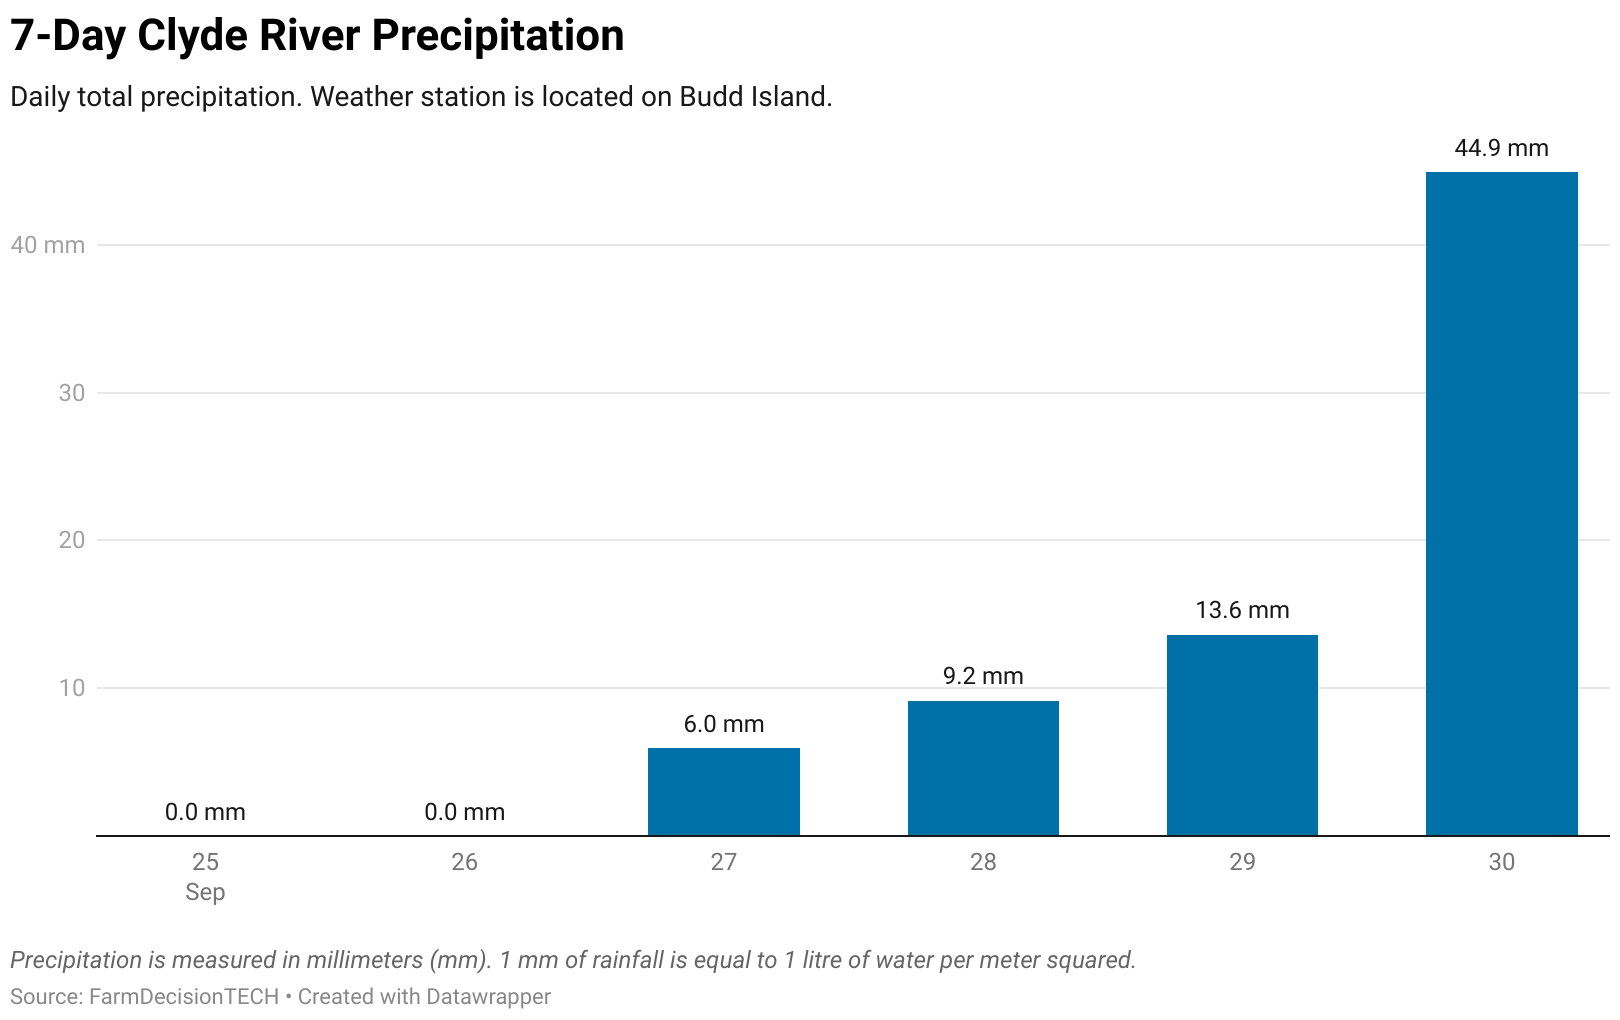 7-Day Clyde River Precipitation
Daily total precipitation. Weather station is located on Budd Island.
44.9 mm
40 mm
30
20
13.6 mm
10
9.2 mm
6.0 mm
0.0 mm
0.0 mm
25
26
27
28
29
30
Sep
Precipitation is measured in millimeters (mm). 1 mm of rainfall is equal to 1 litre of water per meter squared.
Source: FarmDecisionTECH • Created with Datawrapper